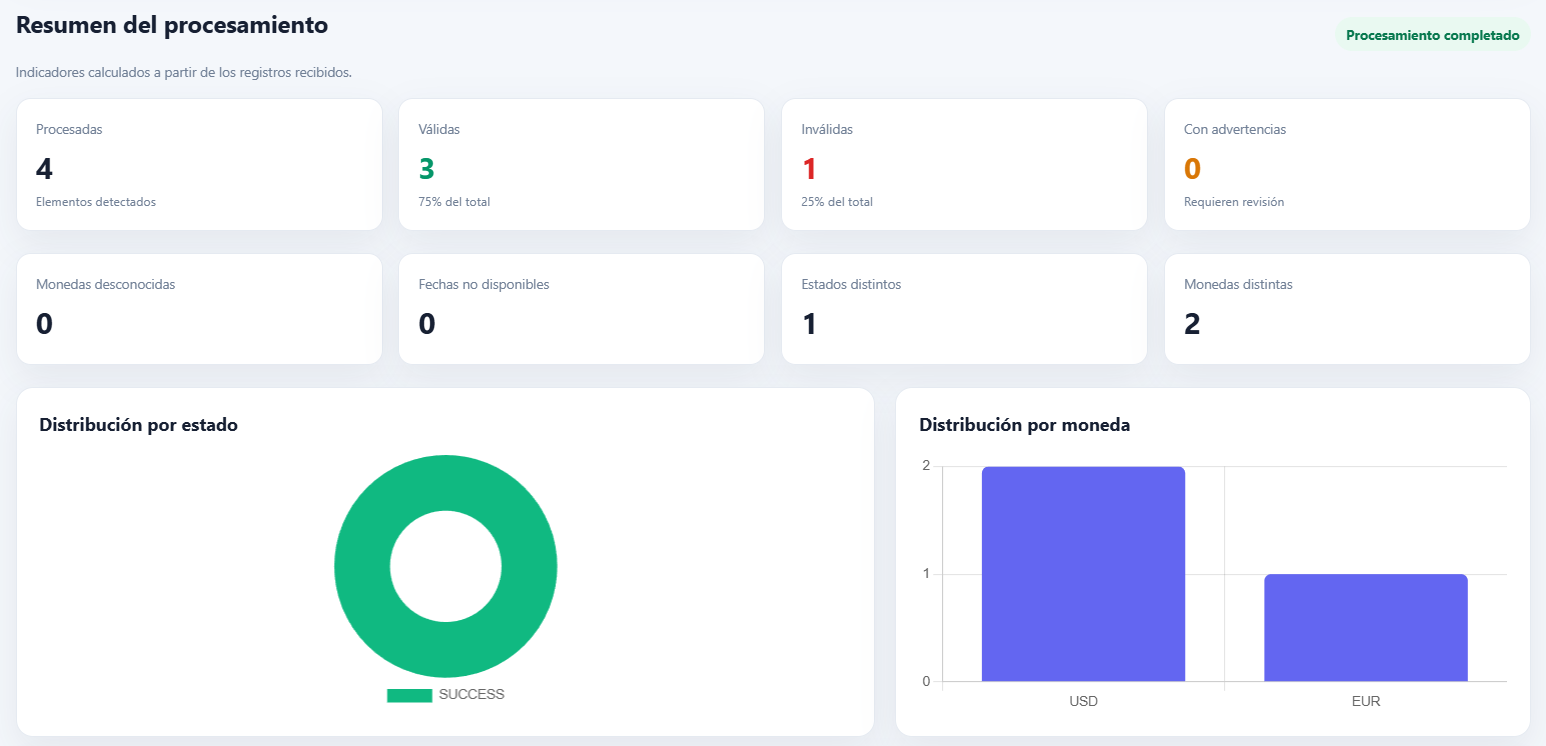 Resumen del procesamiento
Procesamiento completado
Indicadores calculados a partir de los registros recibidos.
Procesadas
4
Elementos detectados
Válidas
3
75% del total
Inválidas
1
25% del total
Con advertencias
0
Requieren revisión
Monedas desconocidas
0
Fechas no disponibles
0
Estados distintos
1
Monedas distintas
2
Distribución por estado
SUCCESS
Distribución por moneda
2
1
0
USD
EUR